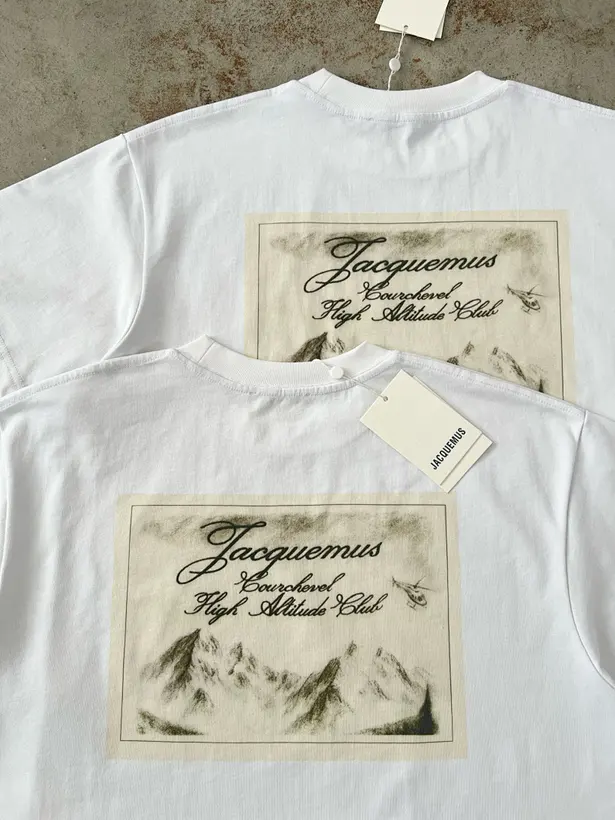 Jacquemus
Courchevel
High Altitude Club
JACQUEMUS
Jacquemus
Courchevel
High Altitude Club